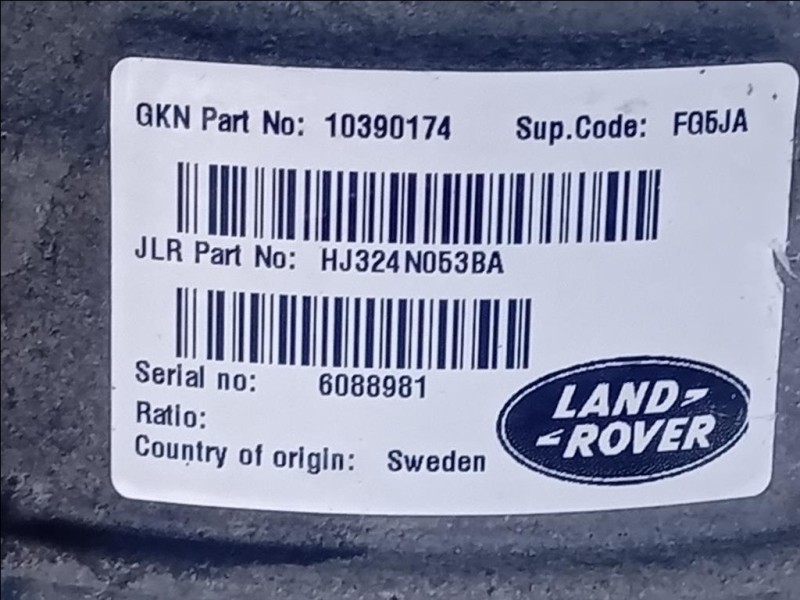 GKN Part No: 10390174 Sup.Code: FG5JA
JLR Part No: HJ324N053BA
Serial no: 6088981
Ratio:
Country of origin: Sweden
LAND-
-ROVER